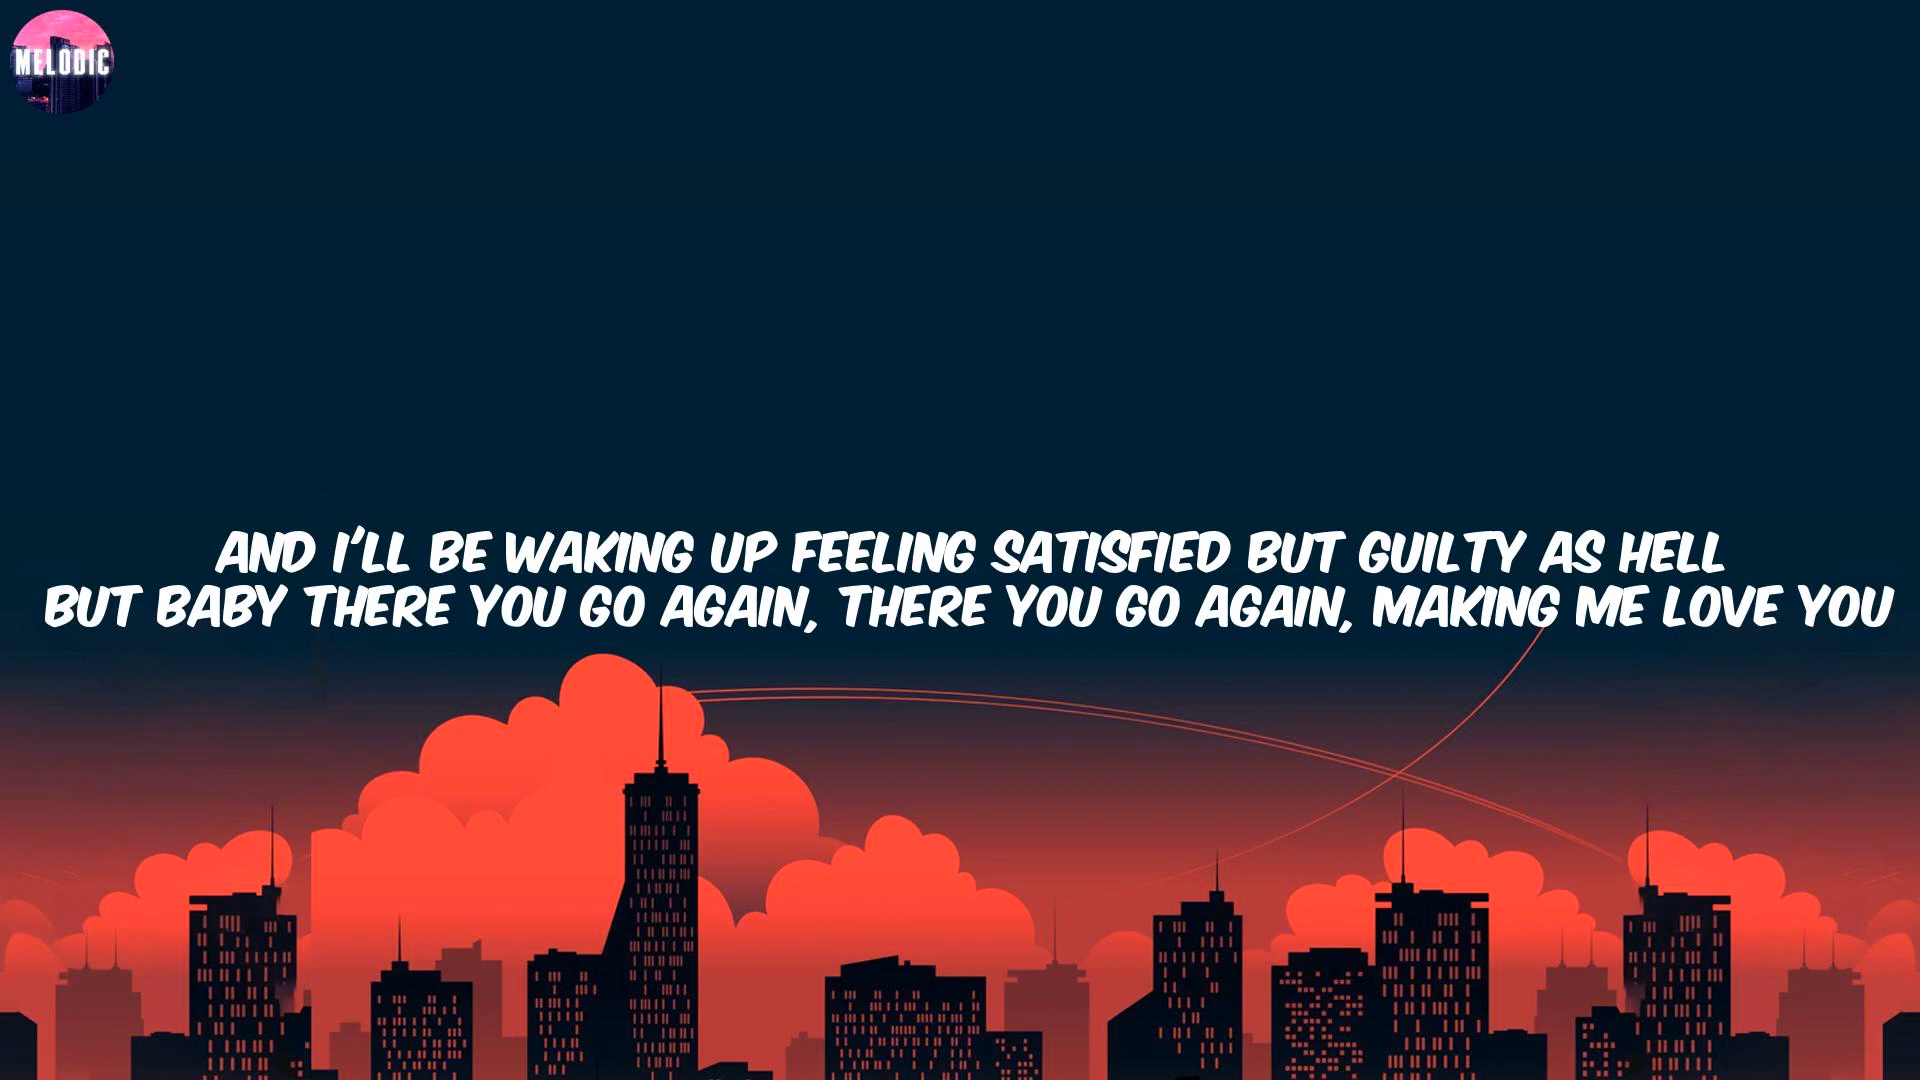 MELODIC
AND I'LL BE WAKING UP FEELING SATISFIED BUT GUILTY AS HELL
BUT BABY THERE YOU GO AGAIN, THERE YOU GO AGAIN, MAKING ME LOVE YOU